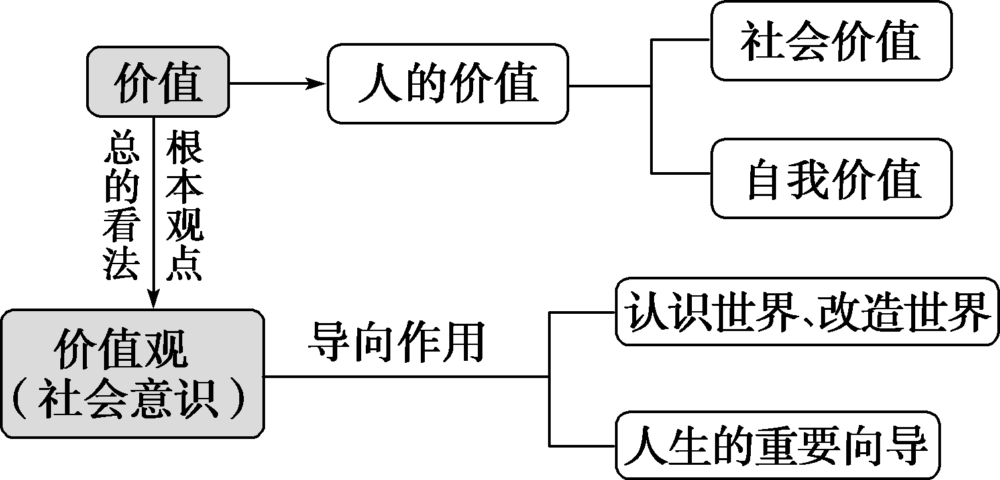 价值
人的价值
社会价值
自我价值
总的看法
根本观点
价值观
（社会意识）
导向作用
认识世界、改造世界
人生的重要向导